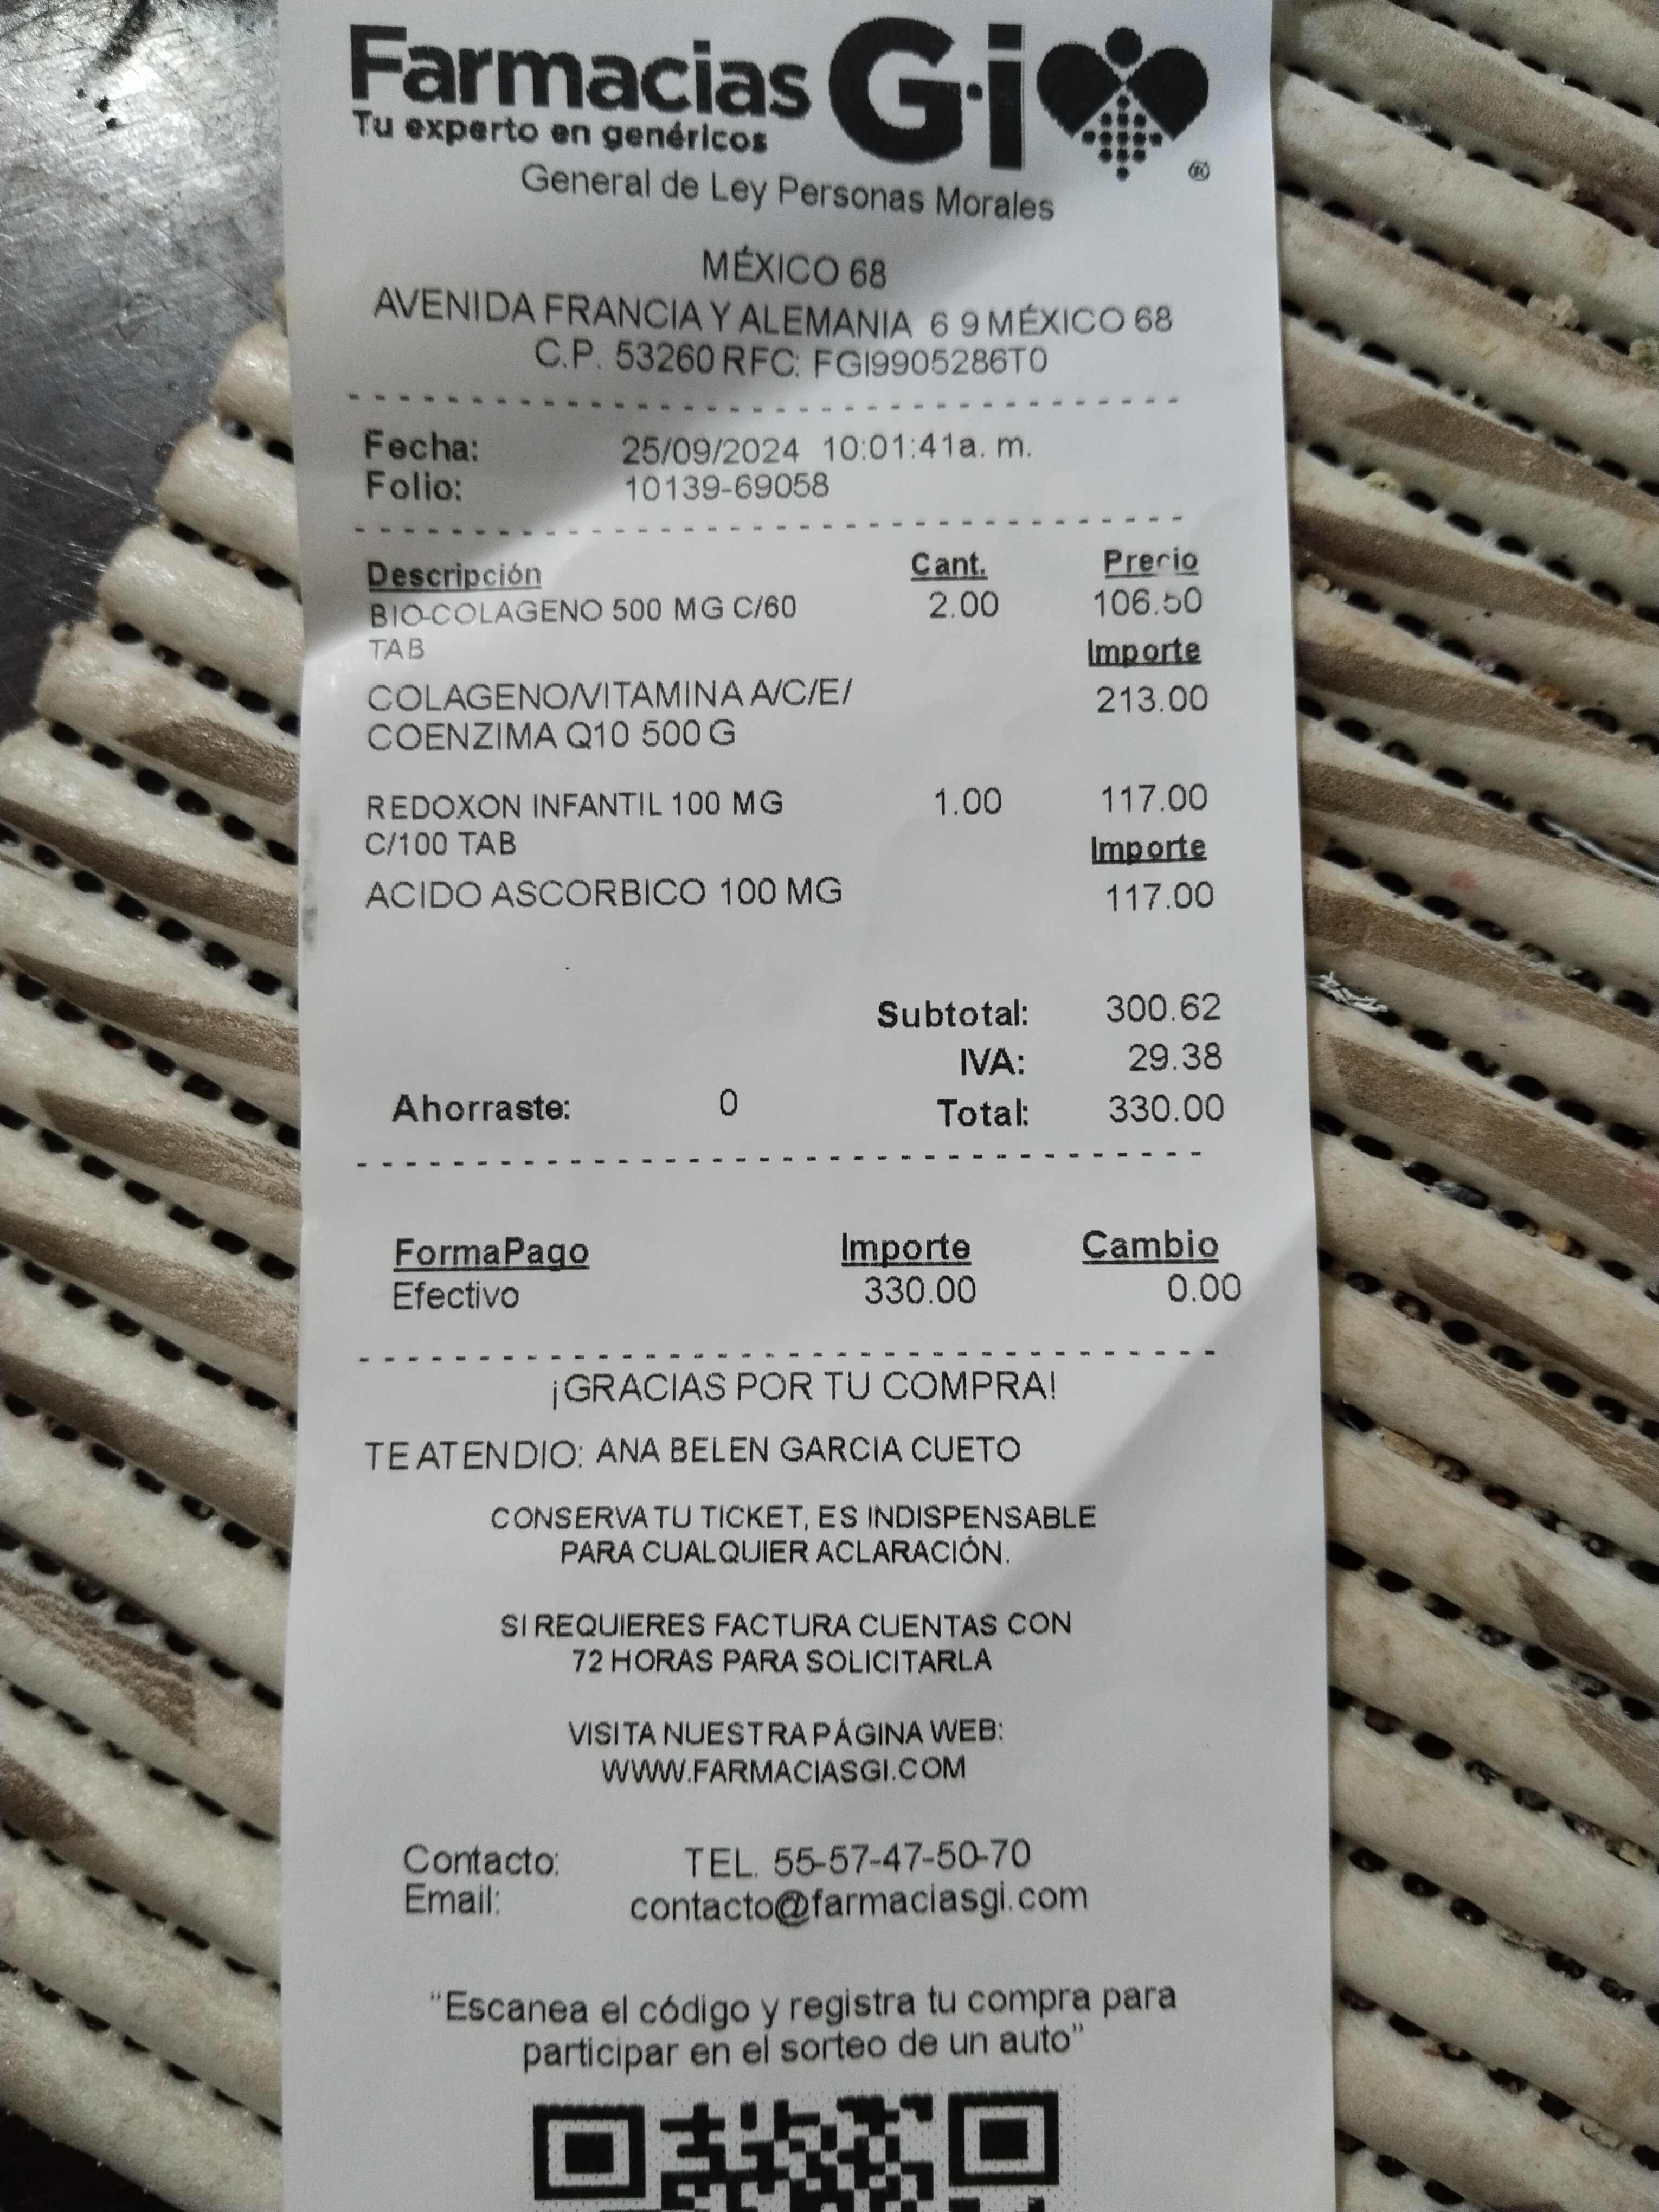 Farmacias G·i
Tu experto en genéricos
®
General de Ley Personas Morales
MÉXICO 68
AVENIDA FRANCIA Y ALEMANIA 6 9 MÉXICO 68
C.P. 53260 RFC: FGI9905286T0
Fecha: 25/09/2024 10:01:41a. m.
Folio: 10139-69058
Descripción Cant. Precio
BIO-COLAGENO 500 MG C/60 2.00 106.50
TAB Importe
COLAGENO/VITAMINA A/C/E/ 213.00
COENZIMA Q10 500 G
REDOXON INFANTIL 100 MG 1.00 117.00
C/100 TAB Importe
ACIDO ASCORBICO 100 MG 117.00
Subtotal: 300.62
IVA: 29.38
Ahorraste: 0 Total: 330.00
FormaPago Importe Cambio
Efectivo 330.00 0.00
¡GRACIAS POR TU COMPRA!
TE ATENDIO: ANA BELEN GARCIA CUETO
CONSERVA TU TICKET, ES INDISPENSABLE
PARA CUALQUIER ACLARACIÓN.
SI REQUIERES FACTURA CUENTAS CON
72 HORAS PARA SOLICITARLA
VISITA NUESTRA PÁGINA WEB:
WWW.FARMACIASGI.COM
Contacto: TEL. 55-57-47-50-70
Email: contacto@farmaciasgi.com
“Escanea el código y registra tu compra para
participar en el sorteo de un auto”